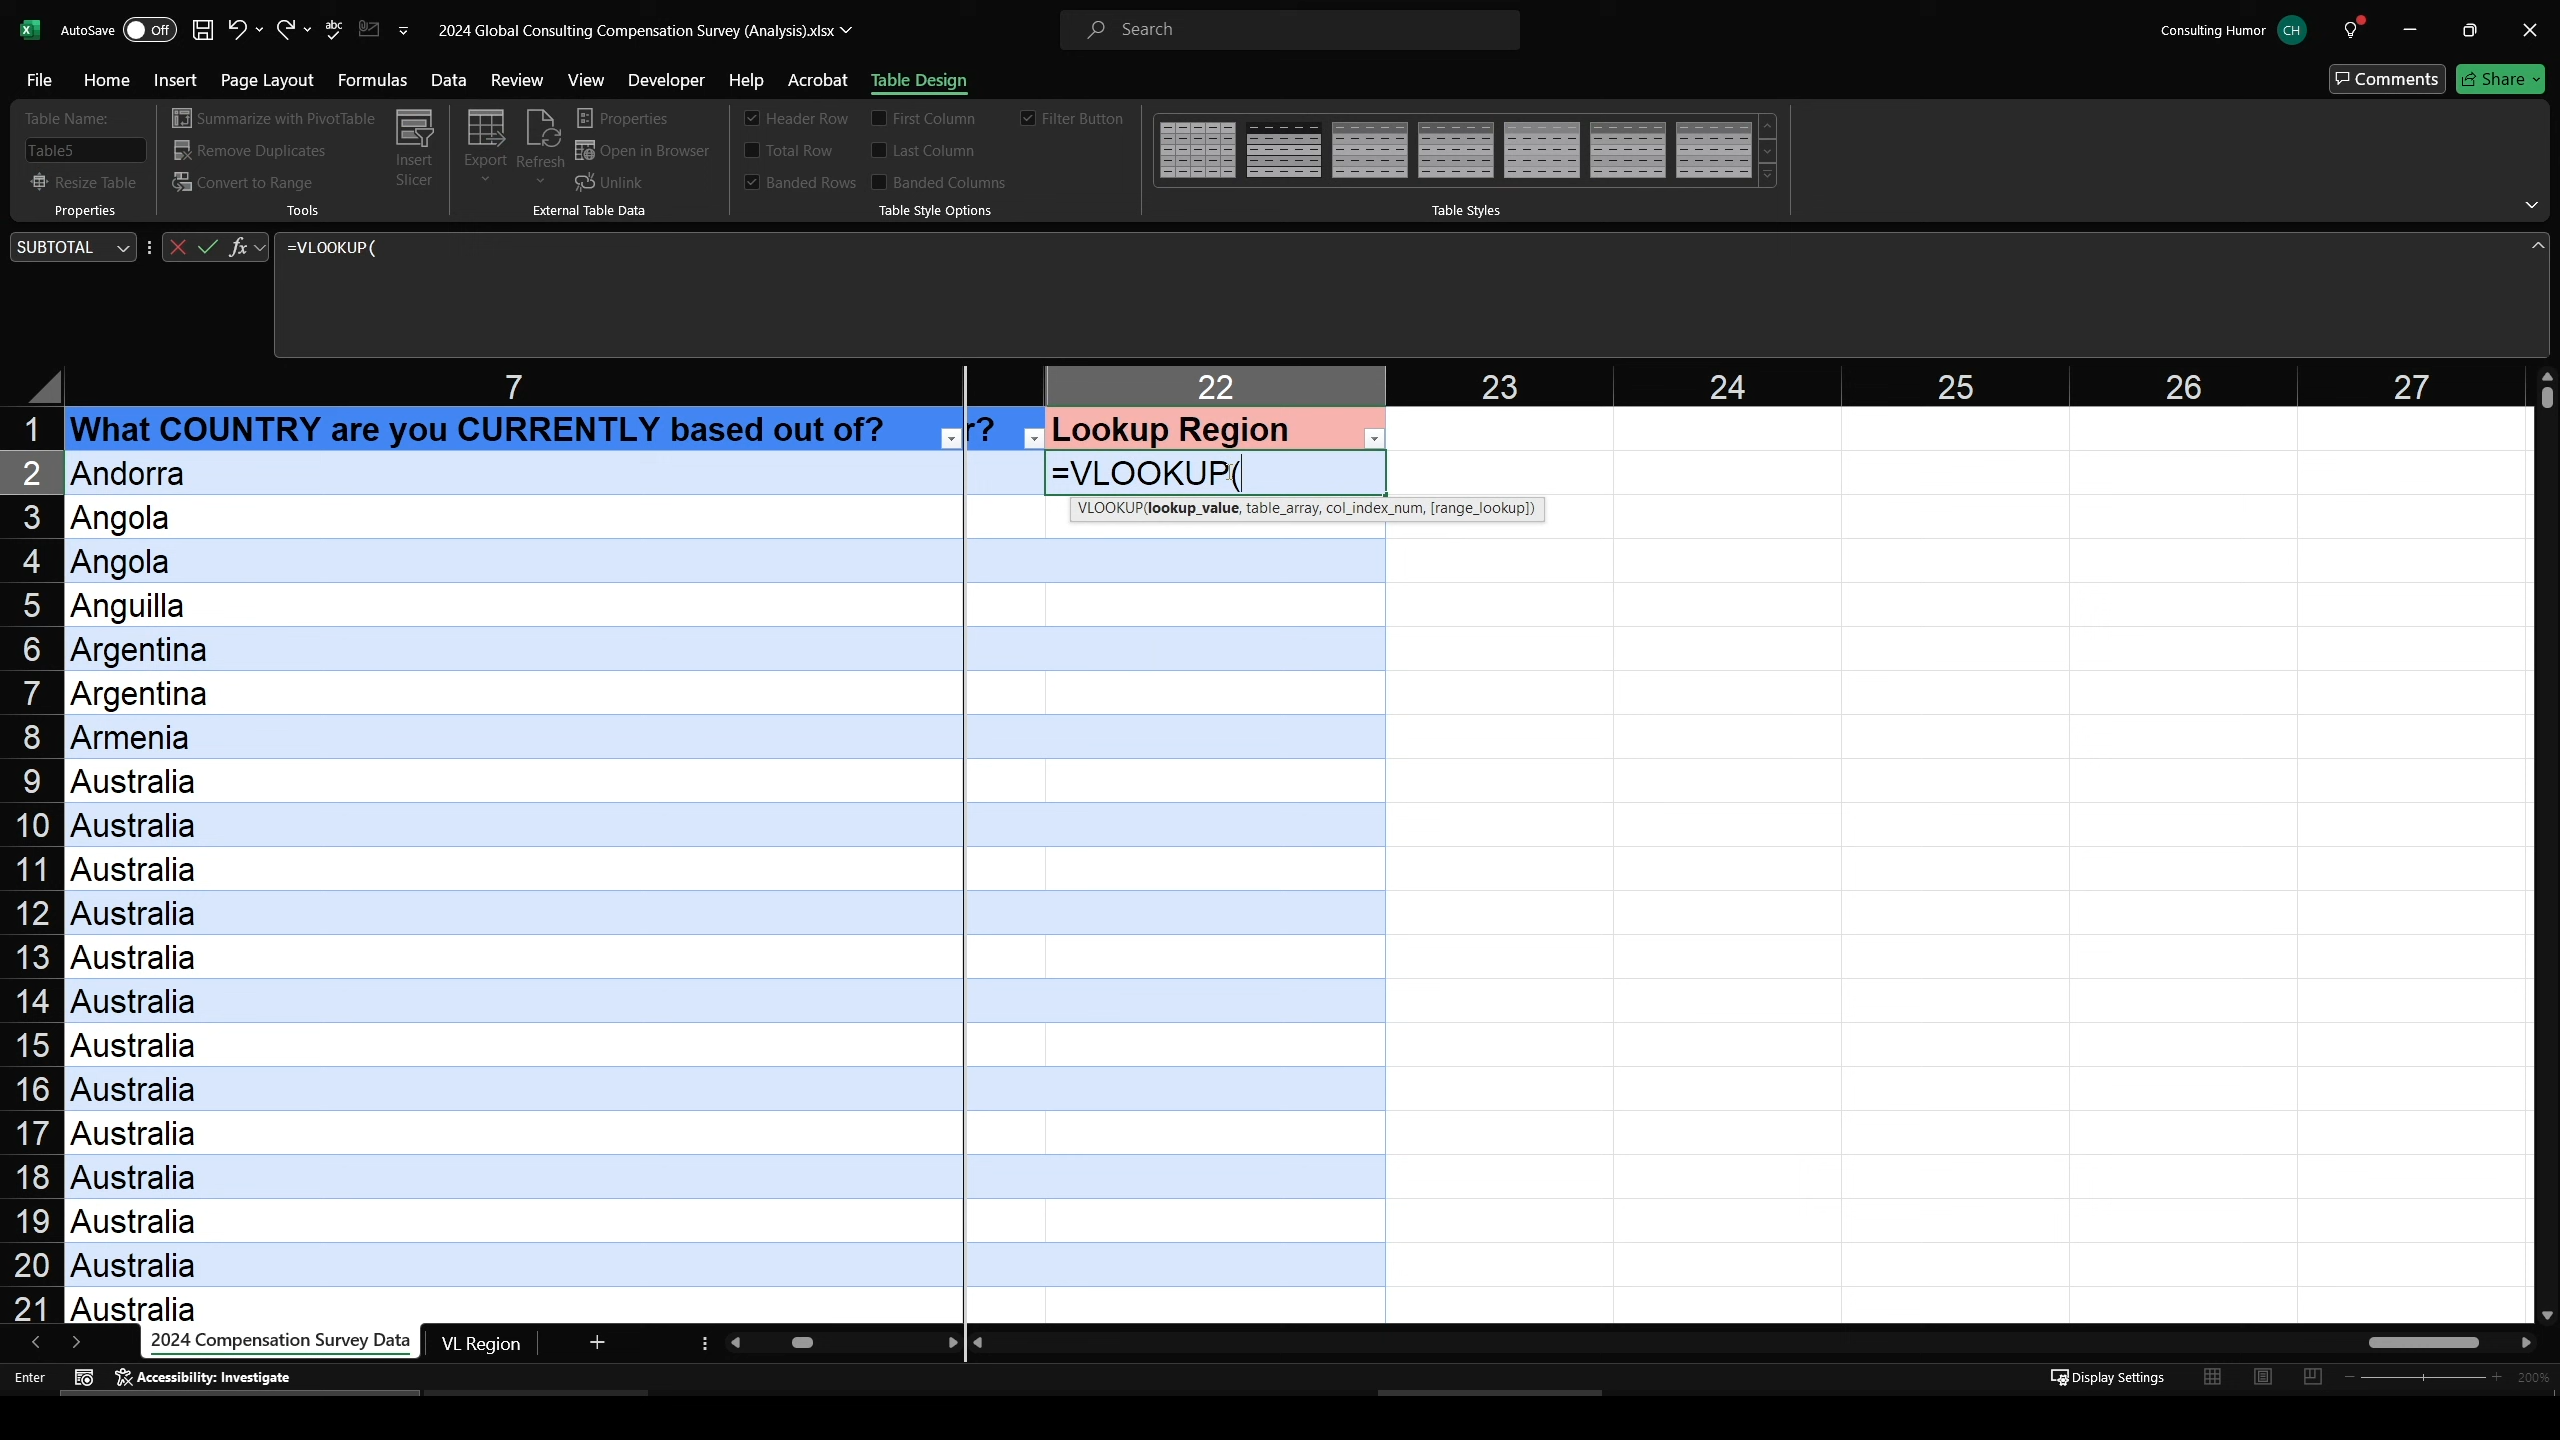 AutoSave Off 2024 Global Consulting Compensation Survey (Analysis).xlsx Search Consulting Humor CH
File Home Insert Page Layout Formulas Data Review View Developer Help Acrobat Table Design Comments Share
Table Name: Summarize with PivotTable Properties Header Row First Column Filter Button
Table5 Remove Duplicates Insert Slicer Export Refresh Open in Browser Total Row Last Column
Resize Table Convert to Range Unlink Banded Rows Banded Columns
Properties Tools External Table Data Table Style Options Table Styles
SUBTOTAL fx =VLOOKUP(
7 22 23 24 25 26 27
1 What COUNTRY are you CURRENTLY based out of? r? Lookup Region
2 Andorra =VLOOKUP(
VLOOKUP(lookup_value, table_array, col_index_num, [range_lookup])
3 Angola
4 Angola
5 Anguilla
6 Argentina
7 Argentina
8 Armenia
9 Australia
10 Australia
11 Australia
12 Australia
13 Australia
14 Australia
15 Australia
16 Australia
17 Australia
18 Australia
19 Australia
20 Australia
21 Australia
2024 Compensation Survey Data VL Region
Enter Accessibility: Investigate Display Settings 200%